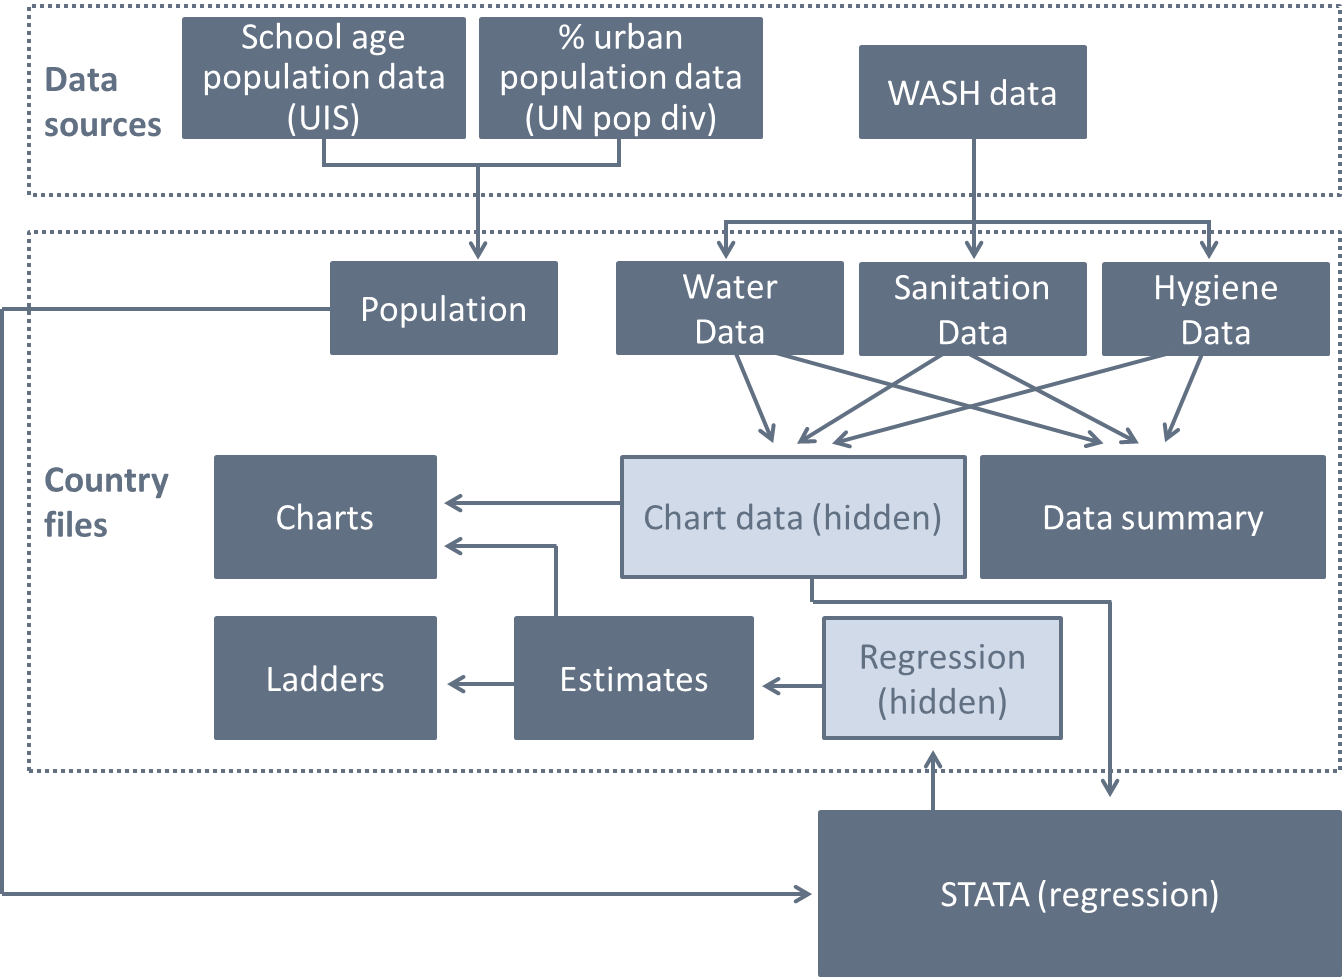 Data
sources
School age
population data
(UIS)
% urban
population data
(UN pop div)
WASH data
Population
Water
Data
Sanitation
Data
Hygiene
Data
Country
files
Charts
Chart data (hidden)
Data summary
Ladders
Estimates
Regression
(hidden)
STATA (regression)